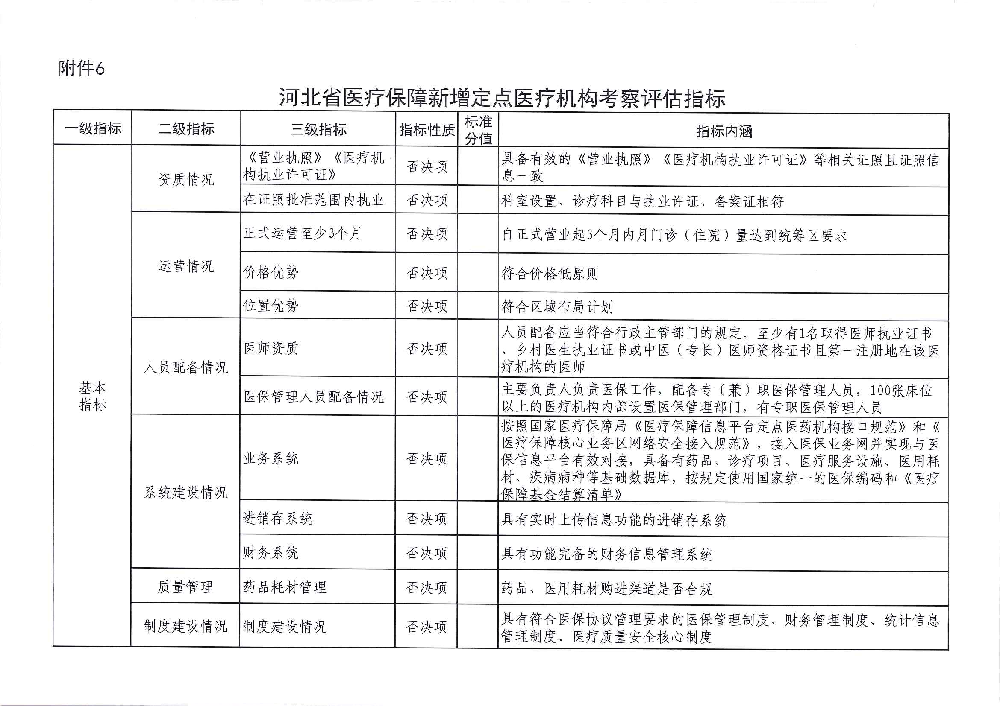 附件6
河北省医疗保障新增定点医疗机构考察评估指标
一级指标 二级指标 三级指标 指标性质 标准 指标内涵
分值
基本
指标
资质情况
《营业执照》《医疗机
构执业许可证》
否决项
具备有效的《营业执照》《医疗机构执业许可证》等相关证照且证照信
息一致
在证照批准范围内执业 否决项 科室设置、诊疗科目与执业许证、备案证相符
运营情况
正式运营至少3个月 否决项 自正式营业起3个月内月门诊（住院）量达到统筹区要求
价格优势 否决项 符合价格低原则
位置优势 否决项 符合区域布局计划
人员配备情况
医师资质 否决项
人员配备应当符合行政主管部门的规定。至少有1名取得医师执业证书
、乡村医生执业证书或中医（专长）医师资格证书且第一注册地在该医
疗机构的医师
医保管理人员配备情况 否决项
主要负责人负责医保工作，配备专（兼）职医保管理人员，100张床位
以上的医疗机构内部设置医保管理部门，有专职医保管理人员
系统建设情况
业务系统 否决项
按照国家医疗保障局《医疗保障信息平台定点医药机构接口规范》和《
医疗保障核心业务区网络安全接入规范》，接入医保业务网并实现与医
保信息平台有效对接，具备有药品、诊疗项目、医疗服务设施、医用耗
材、疾病病种等基础数据库，按规定使用国家统一的医保编码和《医疗
保障基金结算清单》
进销存系统 否决项 具有实时上传信息功能的进销存系统
财务系统 否决项 具有功能完备的财务信息管理系统
质量管理 药品耗材管理 否决项 药品、医用耗材购进渠道是否合规
制度建设情况 制度建设情况 否决项
具有符合医保协议管理要求的医保管理制度、财务管理制度、统计信息
管理制度、医疗质量安全核心制度